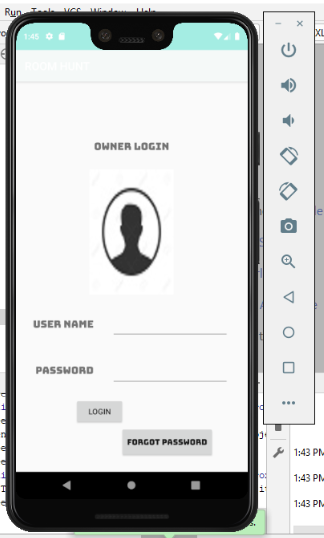 Run Tools VCS Window Help
XL
1:45
ROOM HUNT
OWNER LOGIN
USER NAME
PASSWORD
LOGIN
FORGOT PASSWORD
1:43 PM
1:43 PM
1:43 PM